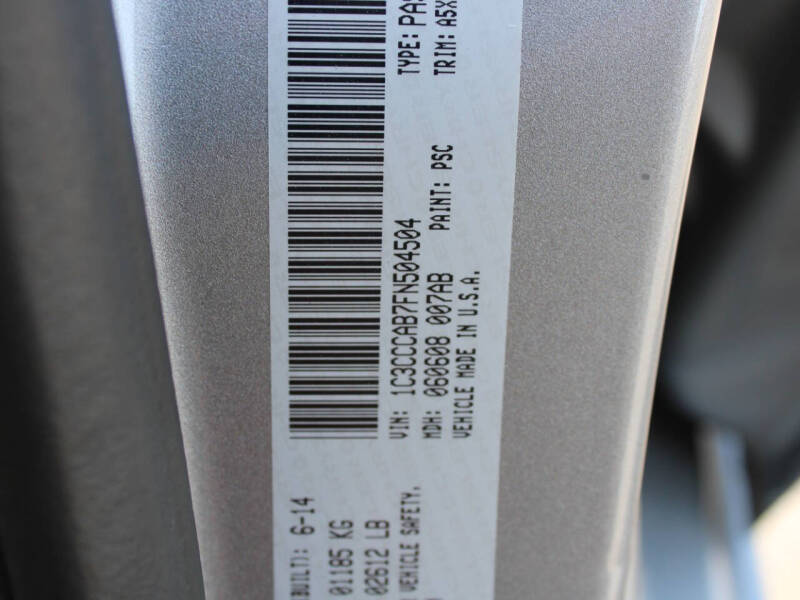 BUILT): 6-14
01185 KG
02612 LB
VEHICLE SAFETY,
VIN: 1C3CCCAB7FN504504
TYPE: PAS
MDH: 060608 007AB
PAINT: PSC
TRIM: A5X
VEHICLE MADE IN U.S.A.